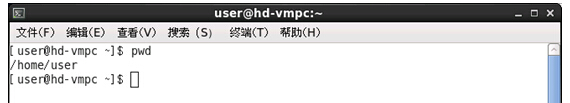 user@hd-vmpc:~
文件(F) 编辑(E) 查看(V) 搜索 (S) 终端(T) 帮助(H)
[user@hd-vmpc ~]$ pwd
/home/user
[user@hd-vmpc ~]$